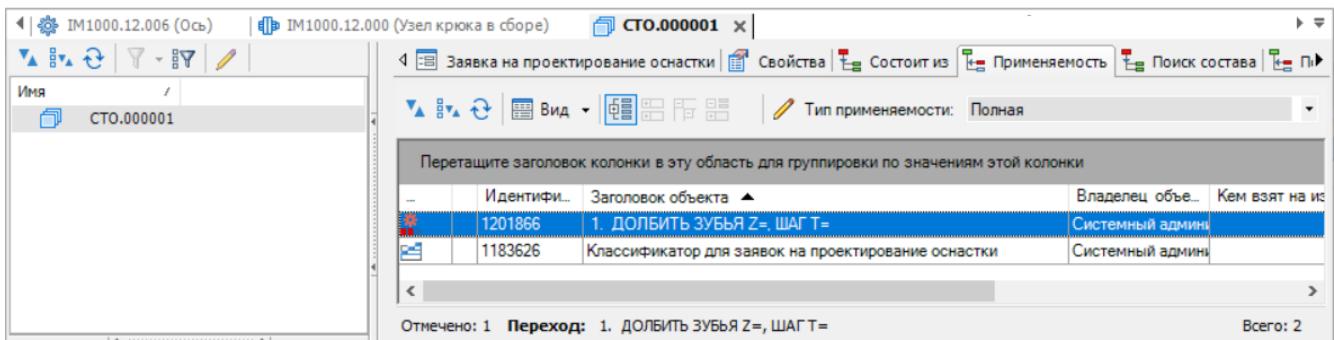 IM1000.12.006 (Ось) IM1000.12.000 (Узел крюка в сборе) СТО.000001
Заявка на проектирование оснастки Свойства Состоит из Применяемость Поиск состава
Имя
СТО.000001
Вид Тип применяемости: Полная
Перетащите заголовок колонки в эту область для группировки по значениям этой колонки
... Идентифи... Заголовок объекта Владелец объе... Кем взят на из
1201866 1. ДОЛБИТЬ ЗУБЬЯ Z=, ШАГ T= Системный админи
1183626 Классификатор для заявок на проектирование оснастки Системный админи
Отмечено: 1 Переход: 1. ДОЛБИТЬ ЗУБЬЯ Z=, ШАГ T= Всего: 2